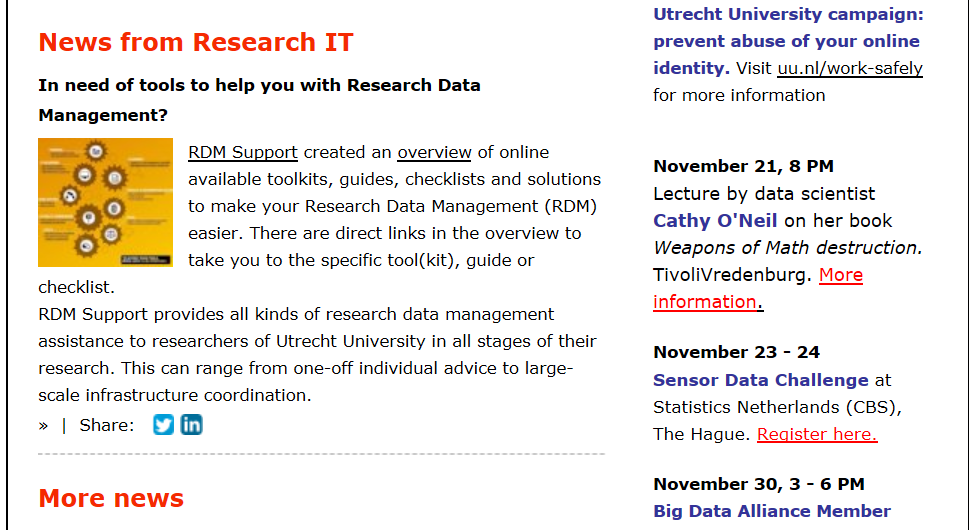 News from Research IT
In need of tools to help you with Research Data
Management?
RDM Support created an overview of online
available toolkits, guides, checklists and solutions
to make your Research Data Management (RDM)
easier. There are direct links in the overview to
take you to the specific tool(kit), guide or
checklist.
RDM Support provides all kinds of research data management
assistance to researchers of Utrecht University in all stages of their
research. This can range from one-off individual advice to large-
scale infrastructure coordination.
» | Share:
More news
Utrecht University campaign:
prevent abuse of your online
identity. Visit uu.nl/work-safely
for more information
November 21, 8 PM
Lecture by data scientist
Cathy O'Neil on her book
Weapons of Math destruction.
TivoliVredenburg. More
information.
November 23 - 24
Sensor Data Challenge at
Statistics Netherlands (CBS),
The Hague. Register here.
November 30, 3 - 6 PM
Big Data Alliance Member